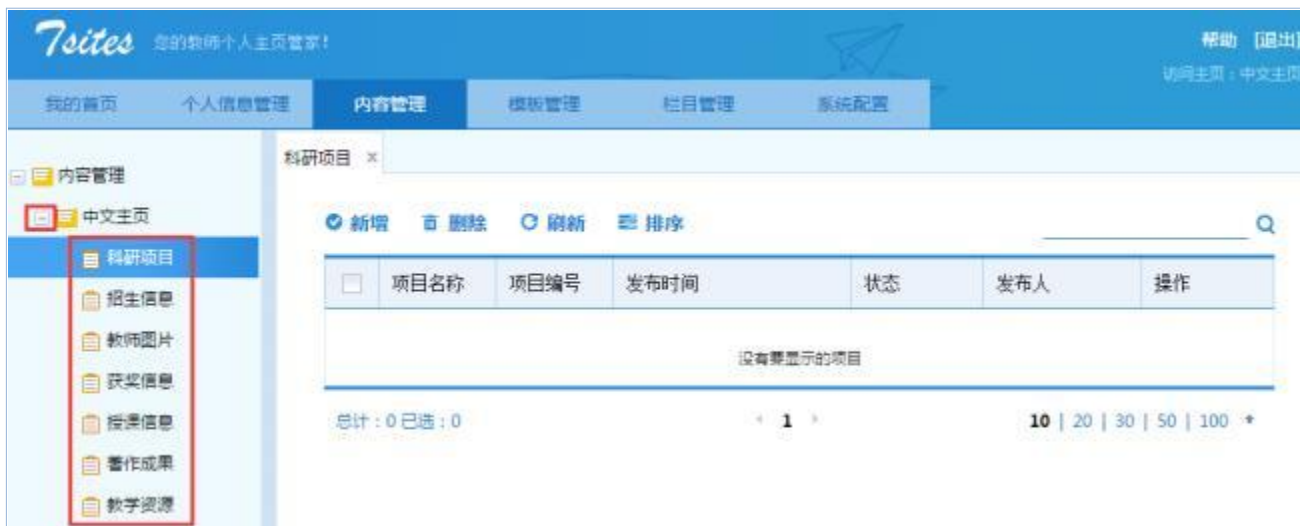 Tsites 您的教师个人主页管家！ 帮助 [退出]
访问主页：中文主页
我的首页 个人信息管理 内容管理 模板管理 栏目管理 系统配置
科研项目 ×
内容管理
中文主页
新增 删除 刷新 排序
科研项目
项目名称 项目编号 发布时间 状态 发布人 操作
招生信息
教师图片
没有要显示的项目
获奖信息
授课信息
总计：0 已选：0 1 10 | 20 | 30 | 50 | 100
著作成果
教学资源